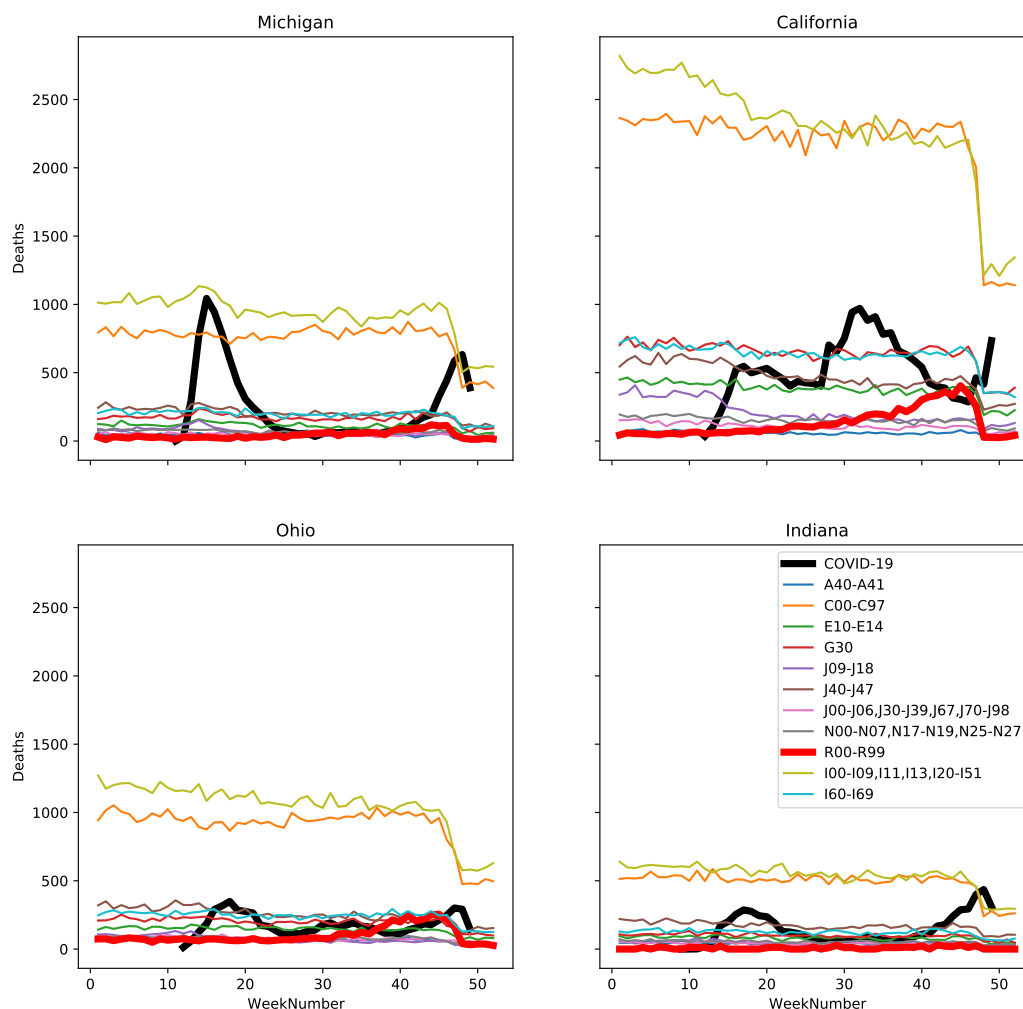 Michigan
California
2500
2000
1500
1000
500
0
Deaths
Ohio
Indiana
2500
2000
1500
1000
500
0
Deaths
0 10 20 30 40 50
WeekNumber
0 10 20 30 40 50
WeekNumber
COVID-19
A40-A41
C00-C97
E10-E14
G30
J09-J18
J40-J47
J00-J06,J30-J39,J67,J70-J98
N00-N07,N17-N19,N25-N27
R00-R99
I00-I09,I11,I13,I20-I51
I60-I69